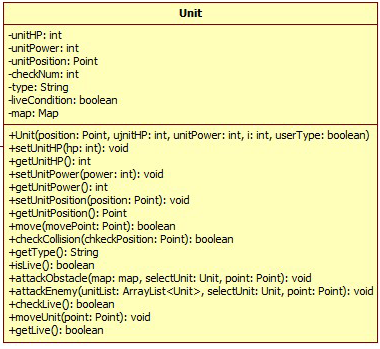 Unit
-unitHP: int
-unitPower: int
-unitPosition: Point
-checkNum: int
-type: String
-liveCondition: boolean
-map: Map
+Unit(position: Point, ujnitHP: int, unitPower: int, i: int, userType: boolean)
+setUnitHP(hp: int): void
+getUnitHP(): int
+setUnitPower(power: int): void
+getUnitPower(): int
+setUnitPosition(position: Point): void
+getUnitPosition(): Point
+move(movePoint: Point): boolean
+checkCollision(chkeckPosition: Point): boolean
+getType(): String
+isLive(): boolean
+attackObstacle(map: map, selectUnit: Unit, point: Point): void
+attackEnemy(unitList: ArrayList<Unit>, selectUnit: Unit, point: Point): void
+checkLive(): boolean
+moveUnit(point: Point): void
+getLive(): boolean